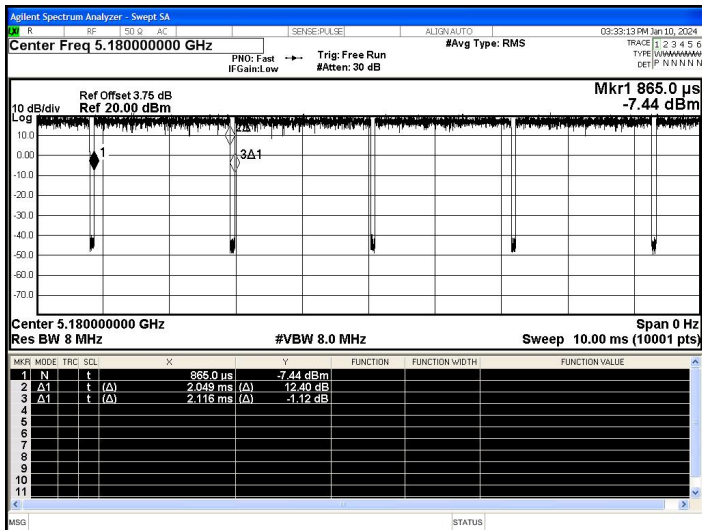 Agilent Spectrum Analyzer - Swept SA
LXI R RF 50 Ω AC SENSE:PULSE ALIGNAUTO 03:33:13 PM Jan 10, 2024
Center Freq 5.180000000 GHz #Avg Type: RMS TRACE 1 2 3 4 5 6
PNO: Fast Trig: Free Run TYPE WWWWWW
IFGain:Low #Atten: 30 dB DET P N N N N N
Ref Offset 3.75 dB Mkr1 865.0 µs
10 dB/div Ref 20.00 dBm -7.44 dBm
Log
10.0
0.00
-10.0
-20.0
-30.0
-40.0
-50.0
-60.0
-70.0
1
2Δ1
3Δ1
Center 5.180000000 GHz Span 0 Hz
Res BW 8 MHz #VBW 8.0 MHz Sweep 10.00 ms (10001 pts)
MKR MODE TRC SCL X Y FUNCTION FUNCTION WIDTH FUNCTION VALUE
1 N t 865.0 µs -7.44 dBm
2 Δ1 t (Δ) 2.049 ms (Δ) 12.40 dB
3 Δ1 t (Δ) 2.116 ms (Δ) -1.12 dB
4
5
6
7
8
9
10
11
MSG STATUS